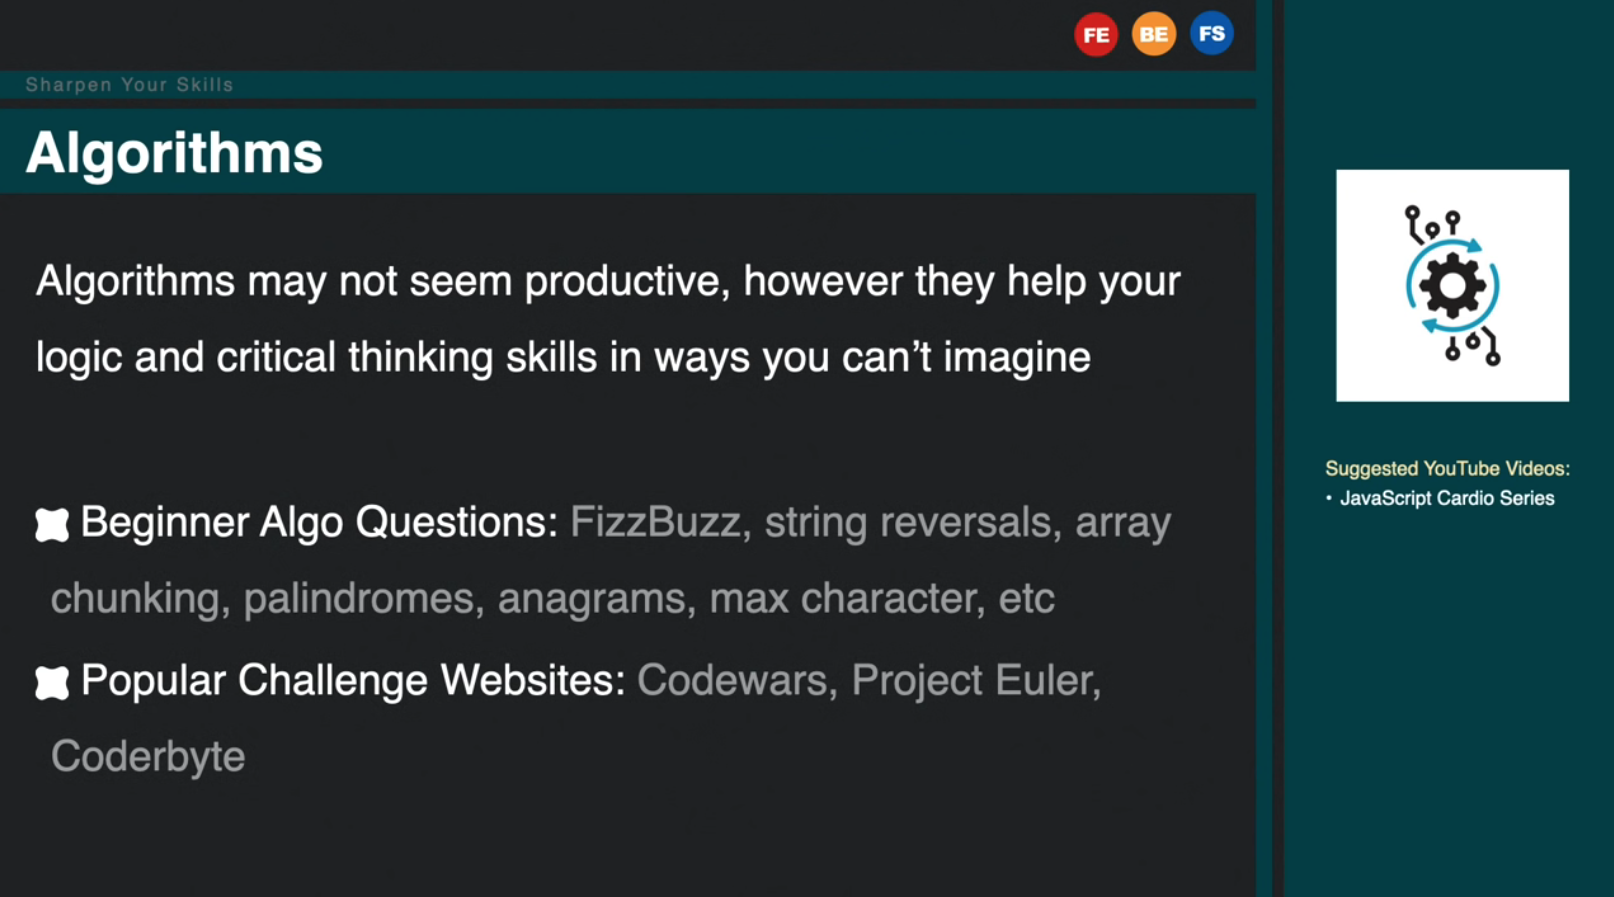 FE BE FS
Sharpen Your Skills
Algorithms
Algorithms may not seem productive, however they help your
logic and critical thinking skills in ways you can’t imagine
Beginner Algo Questions: FizzBuzz, string reversals, array
chunking, palindromes, anagrams, max character, etc
Popular Challenge Websites: Codewars, Project Euler,
Coderbyte
Suggested YouTube Videos:
• JavaScript Cardio Series